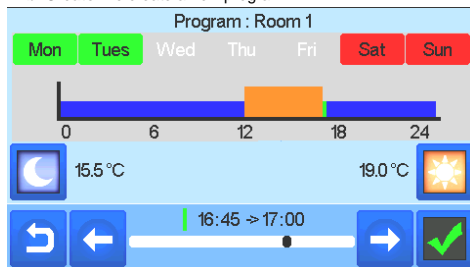 Program : Room 1
Mon Tues Wed Thu Fri Sat Sun
0 6 12 18 24
15.5 °C 19.0 °C
16:45 -> 17:00